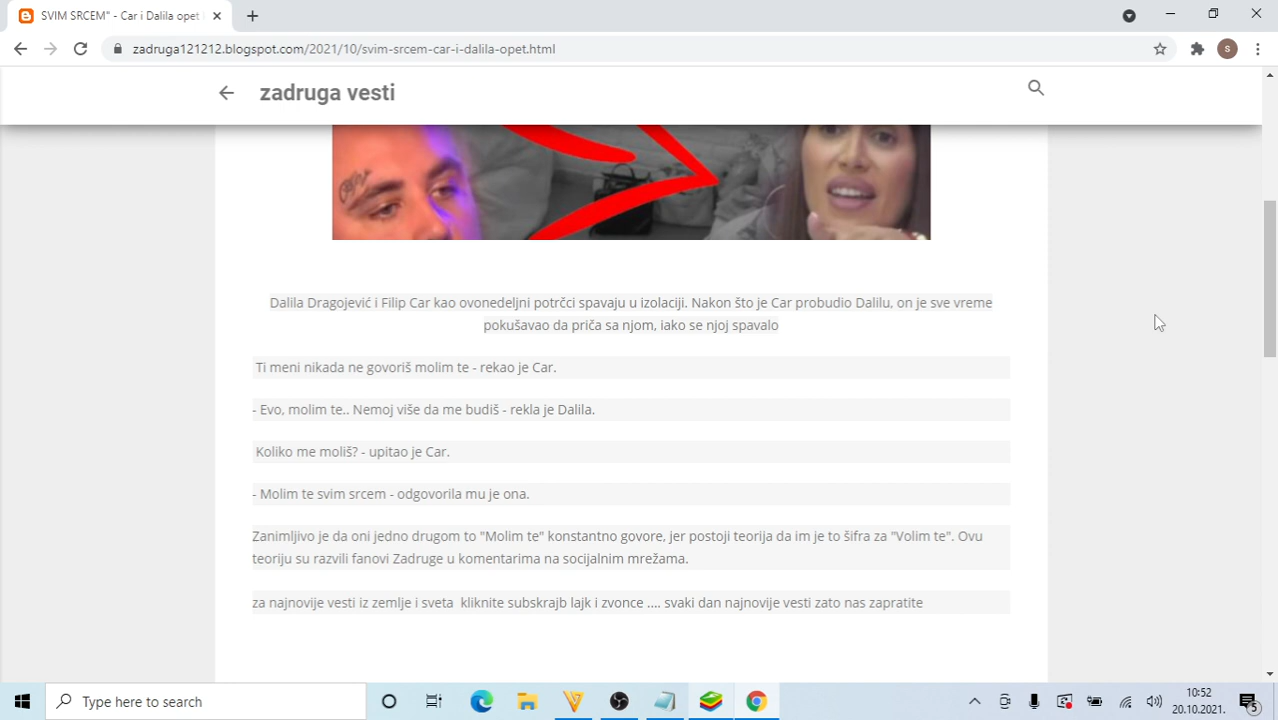 SVIM SRCEM" - Car i Dalila opet
zadruga121212.blogspot.com/2021/10/svim-srcem-car-i-dalila-opet.html
S
zadruga vesti
Dalila Dragojević i Filip Car kao ovonedeljni potrčci spavaju u izolaciji. Nakon što je Car probudio Dalilu, on je sve vreme
pokušavao da priča sa njom, iako se njoj spavalo
Ti meni nikada ne govoriš molim te - rekao je Car.
- Evo, molim te.. Nemoj više da me budiš - rekla je Dalila.
Koliko me moliš? - upitao je Car.
- Molim te svim srcem - odgovorila mu je ona.
Zanimljivo je da oni jedno drugom to "Molim te" konstantno govore, jer postoji teorija da im je to šifra za "Volim te". Ovu
teoriju su razvili fanovi Zadruge u komentarima na socijalnim mrežama.
za najnovije vesti iz zemlje i sveta kliknite subskrajb lajk i zvonce .... svaki dan najnovije vesti zato nas zapratite
Type here to search
10:52
20.10.2021.
5